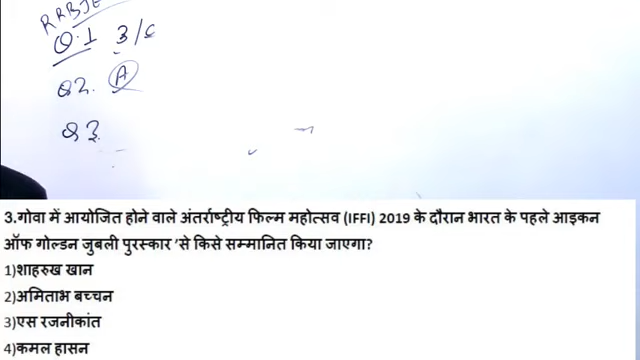 RRBJE
Q.1 3/C
Q2. A
Q3.
3.गोवा में आयोजित होने वाले अंतर्राष्ट्रीय फिल्म महोत्सव (IFFI) 2019 के दौरान भारत के पहले आइकन
ऑफ गोल्डन जुबली पुरस्कार ‘से किसे सम्मानित किया जाएगा?
1)शाहरुख खान
2)अमिताभ बच्चन
3)एस रजनीकांत
4)कमल हासन